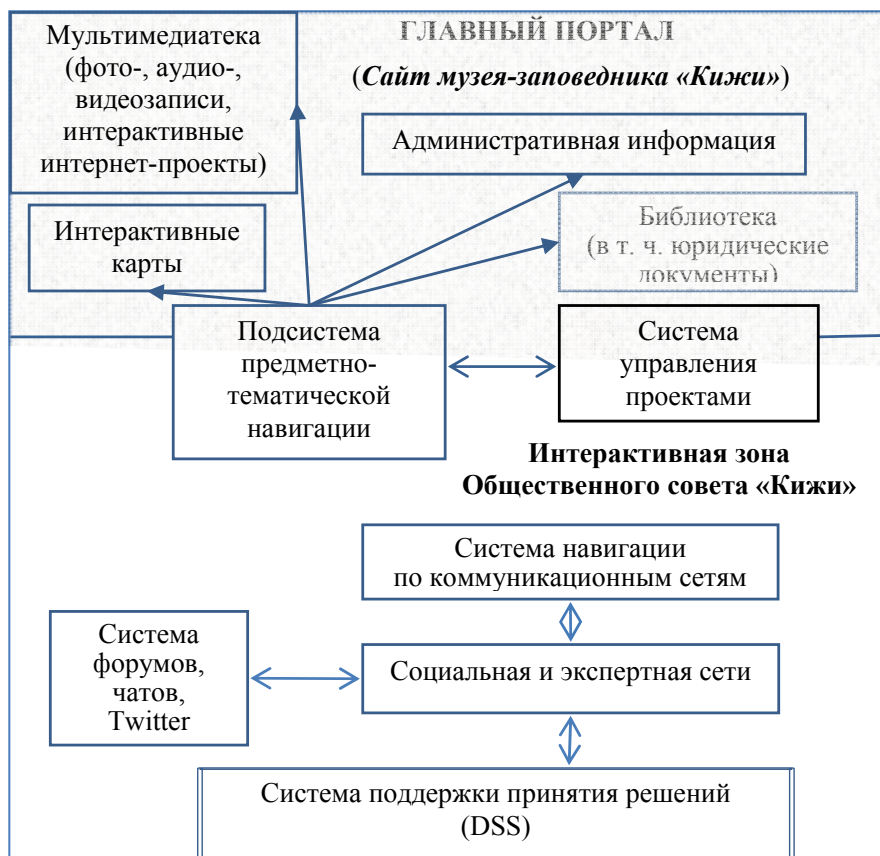 Мультимедиатека
(фото-, аудио-,
видеозаписи,
интерактивные
интернет-проекты)
ГЛАВНЫЙ ПОРТАЛ
(Сайт музея-заповедника «Кижи»)
Административная информация
Интерактивные
карты
Библиотека
(в т. ч. юридические
документы)
Подсистема
предметно-
тематической
навигации
Система
управления
проектами
Интерактивная зона
Общественного совета «Кижи»
Система навигации
по коммуникационным сетям
Система
форумов,
чатов,
Twitter
Социальная и экспертная сети
Система поддержки принятия решений
(DSS)